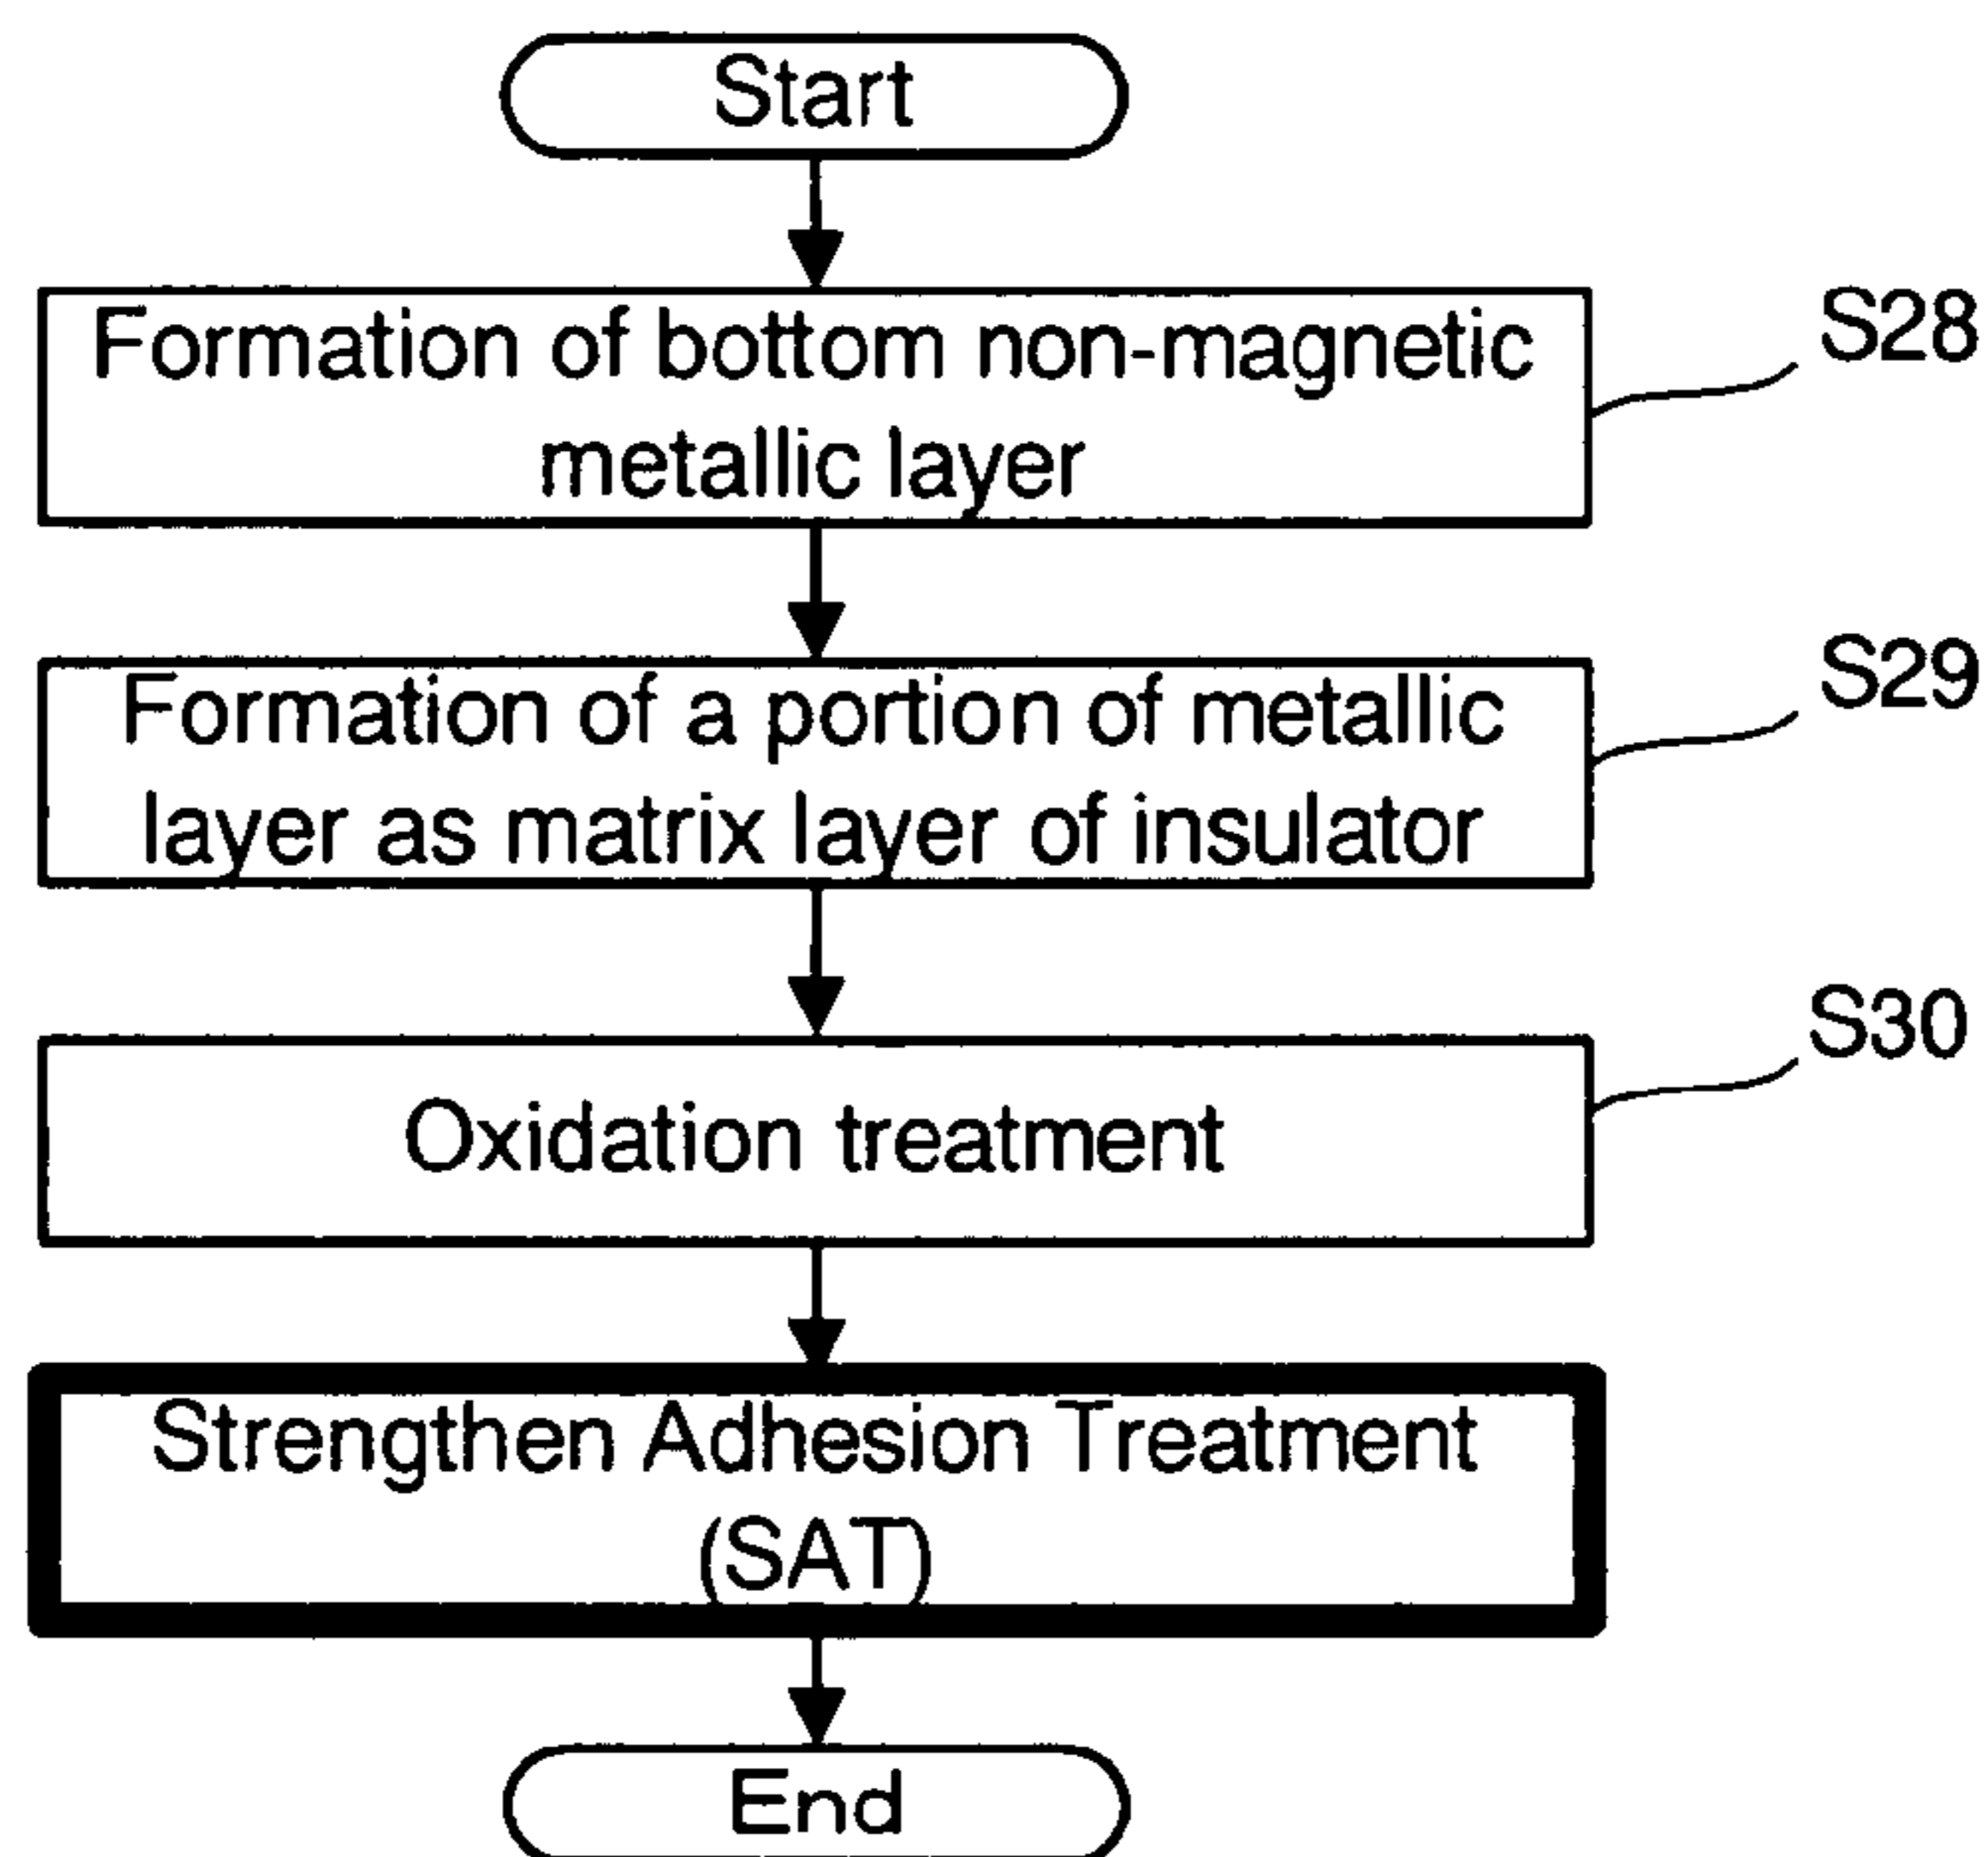 Start
Formation of bottom non-magnetic
metallic layer
S28
Formation of a portion of metallic
layer as matrix layer of insulator
S29
Oxidation treatment
S30
Strengthen Adhesion Treatment
(SAT)
End